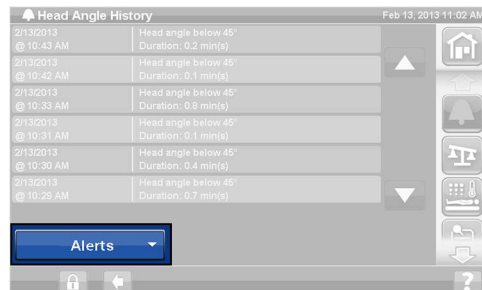 Head Angle History
Feb 13, 2013 11:02 AM
2/13/2013
@ 10:43 AM
Head angle below 45°
Duration: 0.2 min(s)
2/13/2013
@ 10:42 AM
Head angle below 45°
Duration: 0.1 min(s)
2/13/2013
@ 10:33 AM
Head angle below 45°
Duration: 0.8 min(s)
2/13/2013
@ 10:31 AM
Head angle below 45°
Duration: 0.1 min(s)
2/13/2013
@ 10:30 AM
Head angle below 45°
Duration: 0.4 min(s)
2/13/2013
@ 10:29 AM
Head angle below 45°
Duration: 0.7 min(s)
Alerts
?